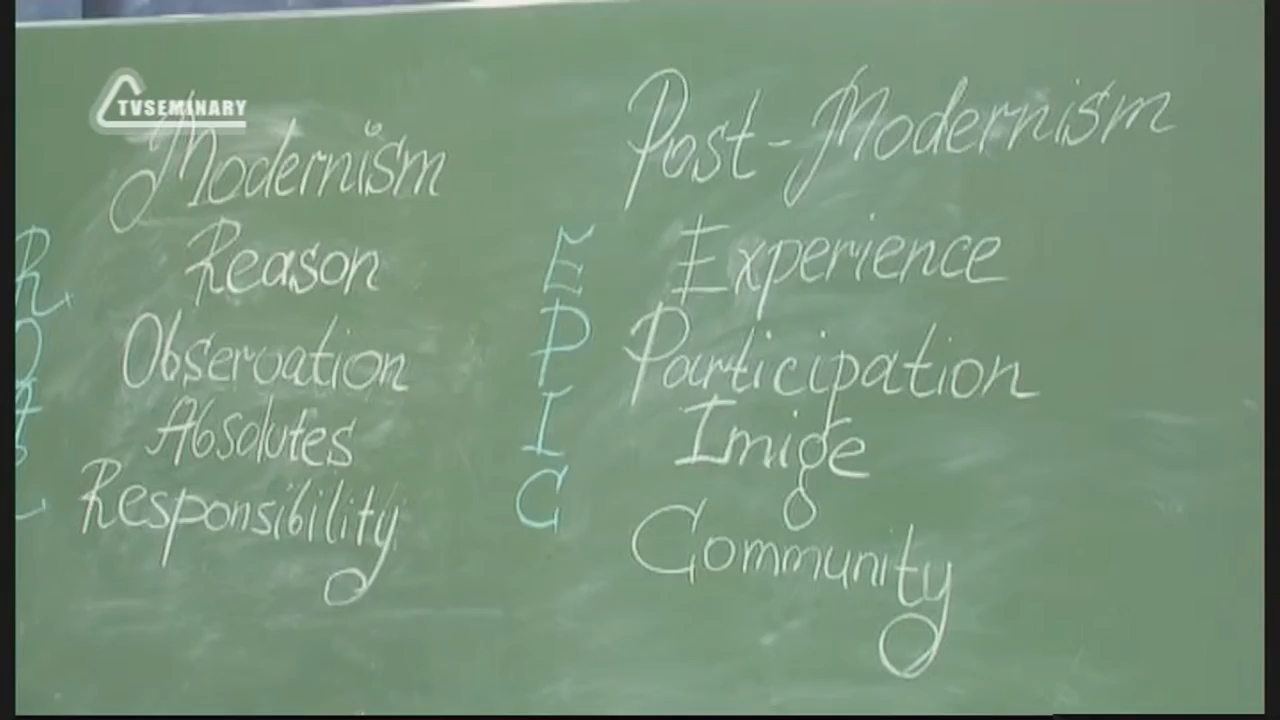 TVSEMINARY
Modernism
Post-Modernism
R Reason
E Experience
O Observation
P Participation
A Absolutes
I Imige
Responsibility
C Community